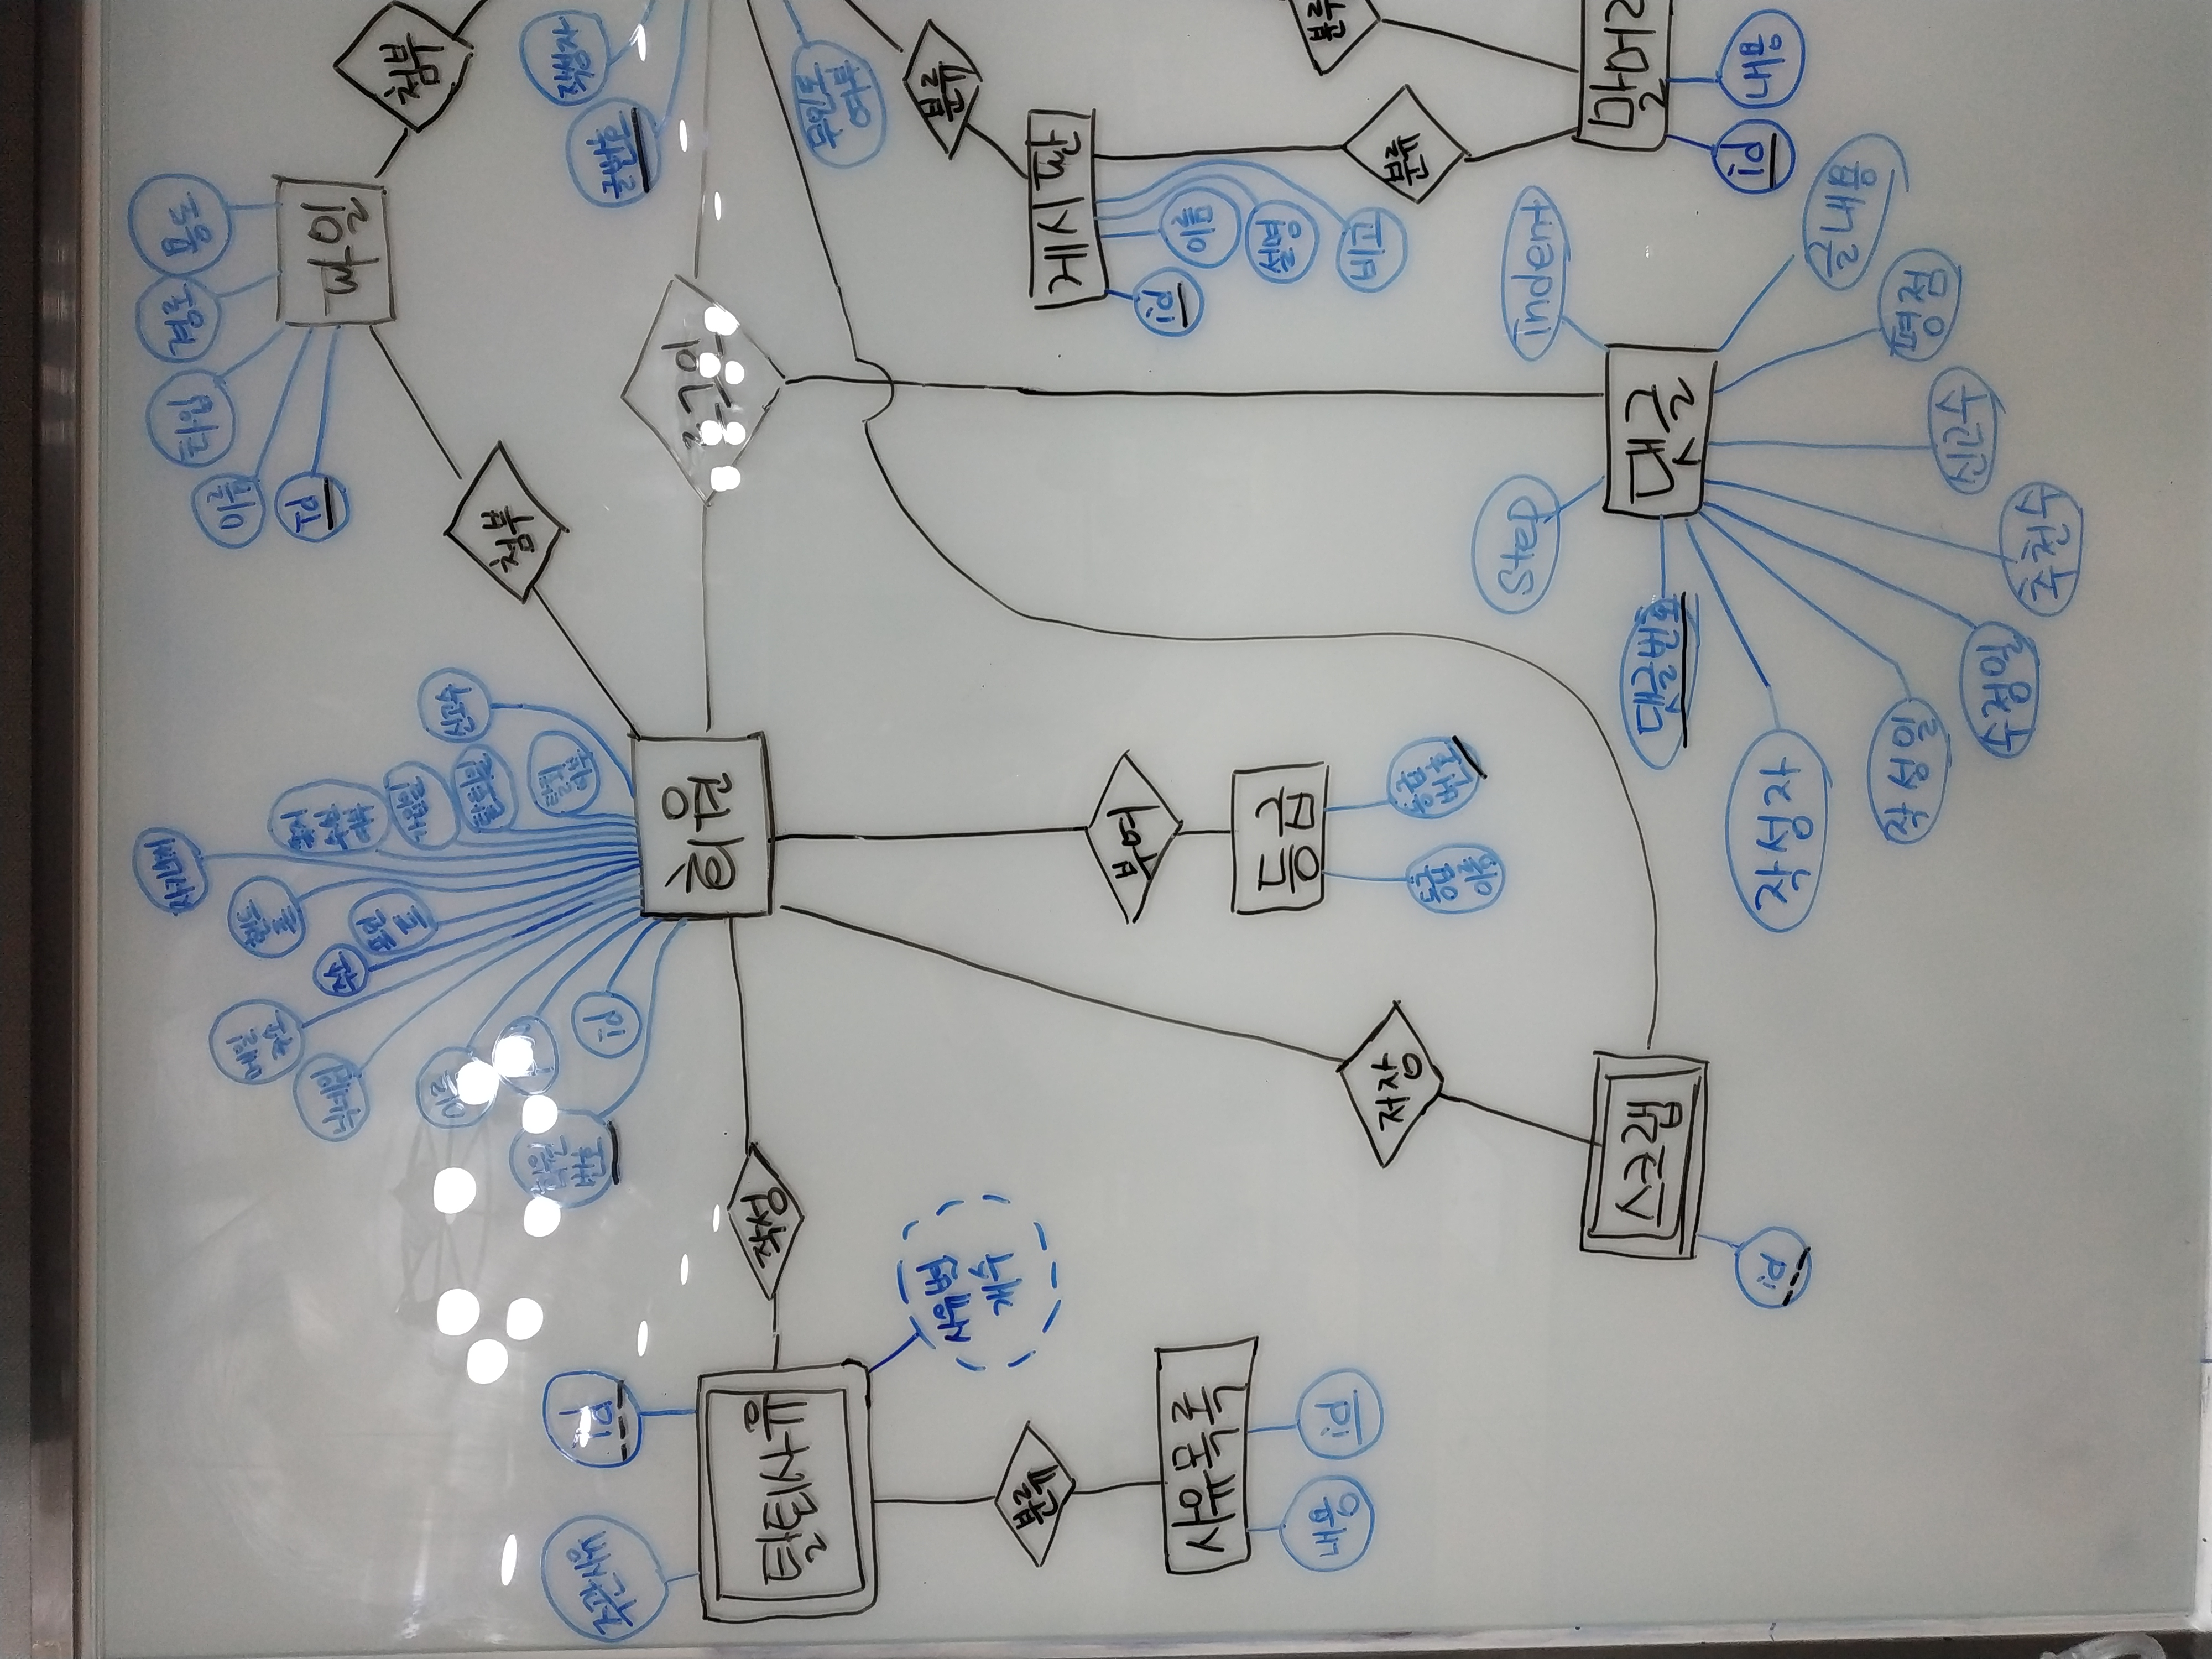 자기소개
메일
주소
핸드
폰
닉네임
주소
포인
트
쪽지
수신
여부
가입일
탈퇴일
신고수
탈퇴
여부
이름
회원
번호
id
이름
타입
경로
용도
Id
파일
첨부
첨부
작성자
글번호
주관사유
id
탈퇴사유
작성
회원
로그인
사유별
개수
분류
사유목록
내용
id
부여
등급
등급
이름
등급
번호
저장
스크랩
id
분류
게시판
id
이름
설명
비고
분류
분류
말머리
id
내용
step
indent
댓글번호
댓글
작성자
작성일
수정일
추천수
신고수
평점
글내용